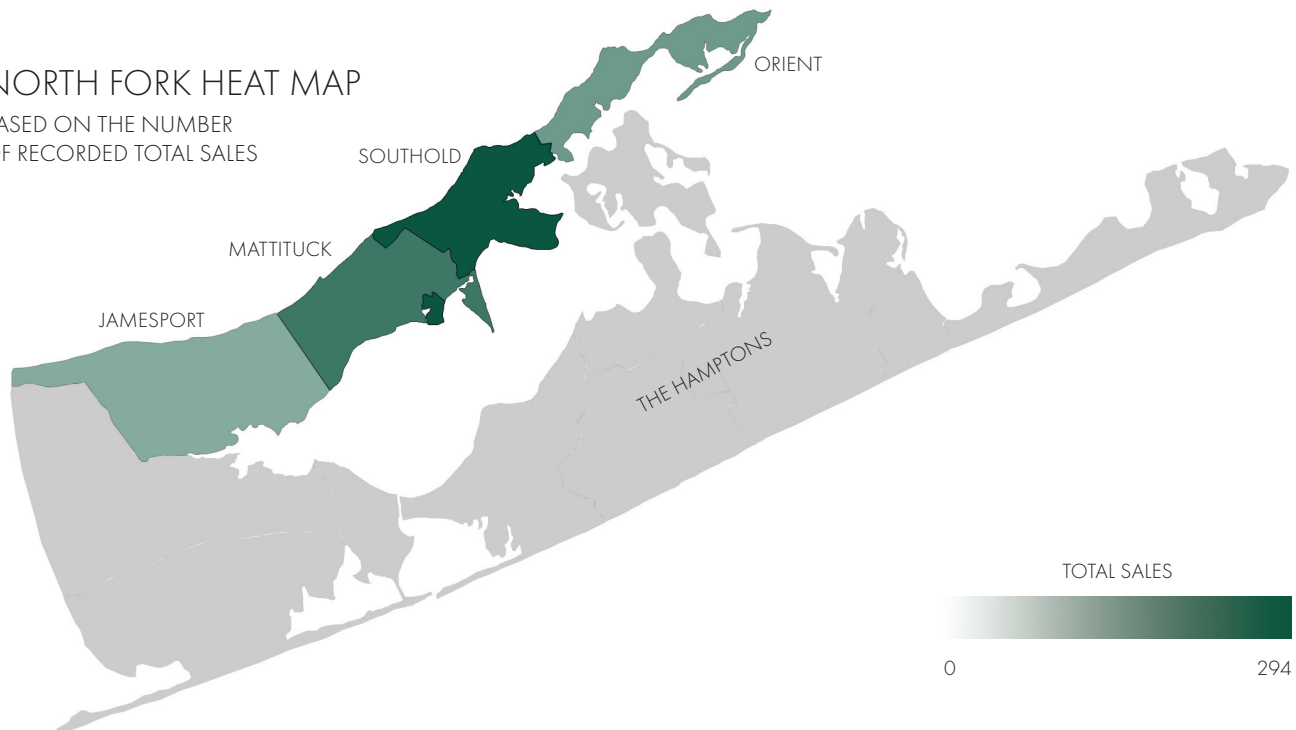 NORTH FORK HEAT MAP
ASED ON THE NUMBER
F RECORDED TOTAL SALES
ORIENT
SOUTHOLD
MATTITUCK
JAMESPORT
THE HAMPTONS
TOTAL SALES
0 294